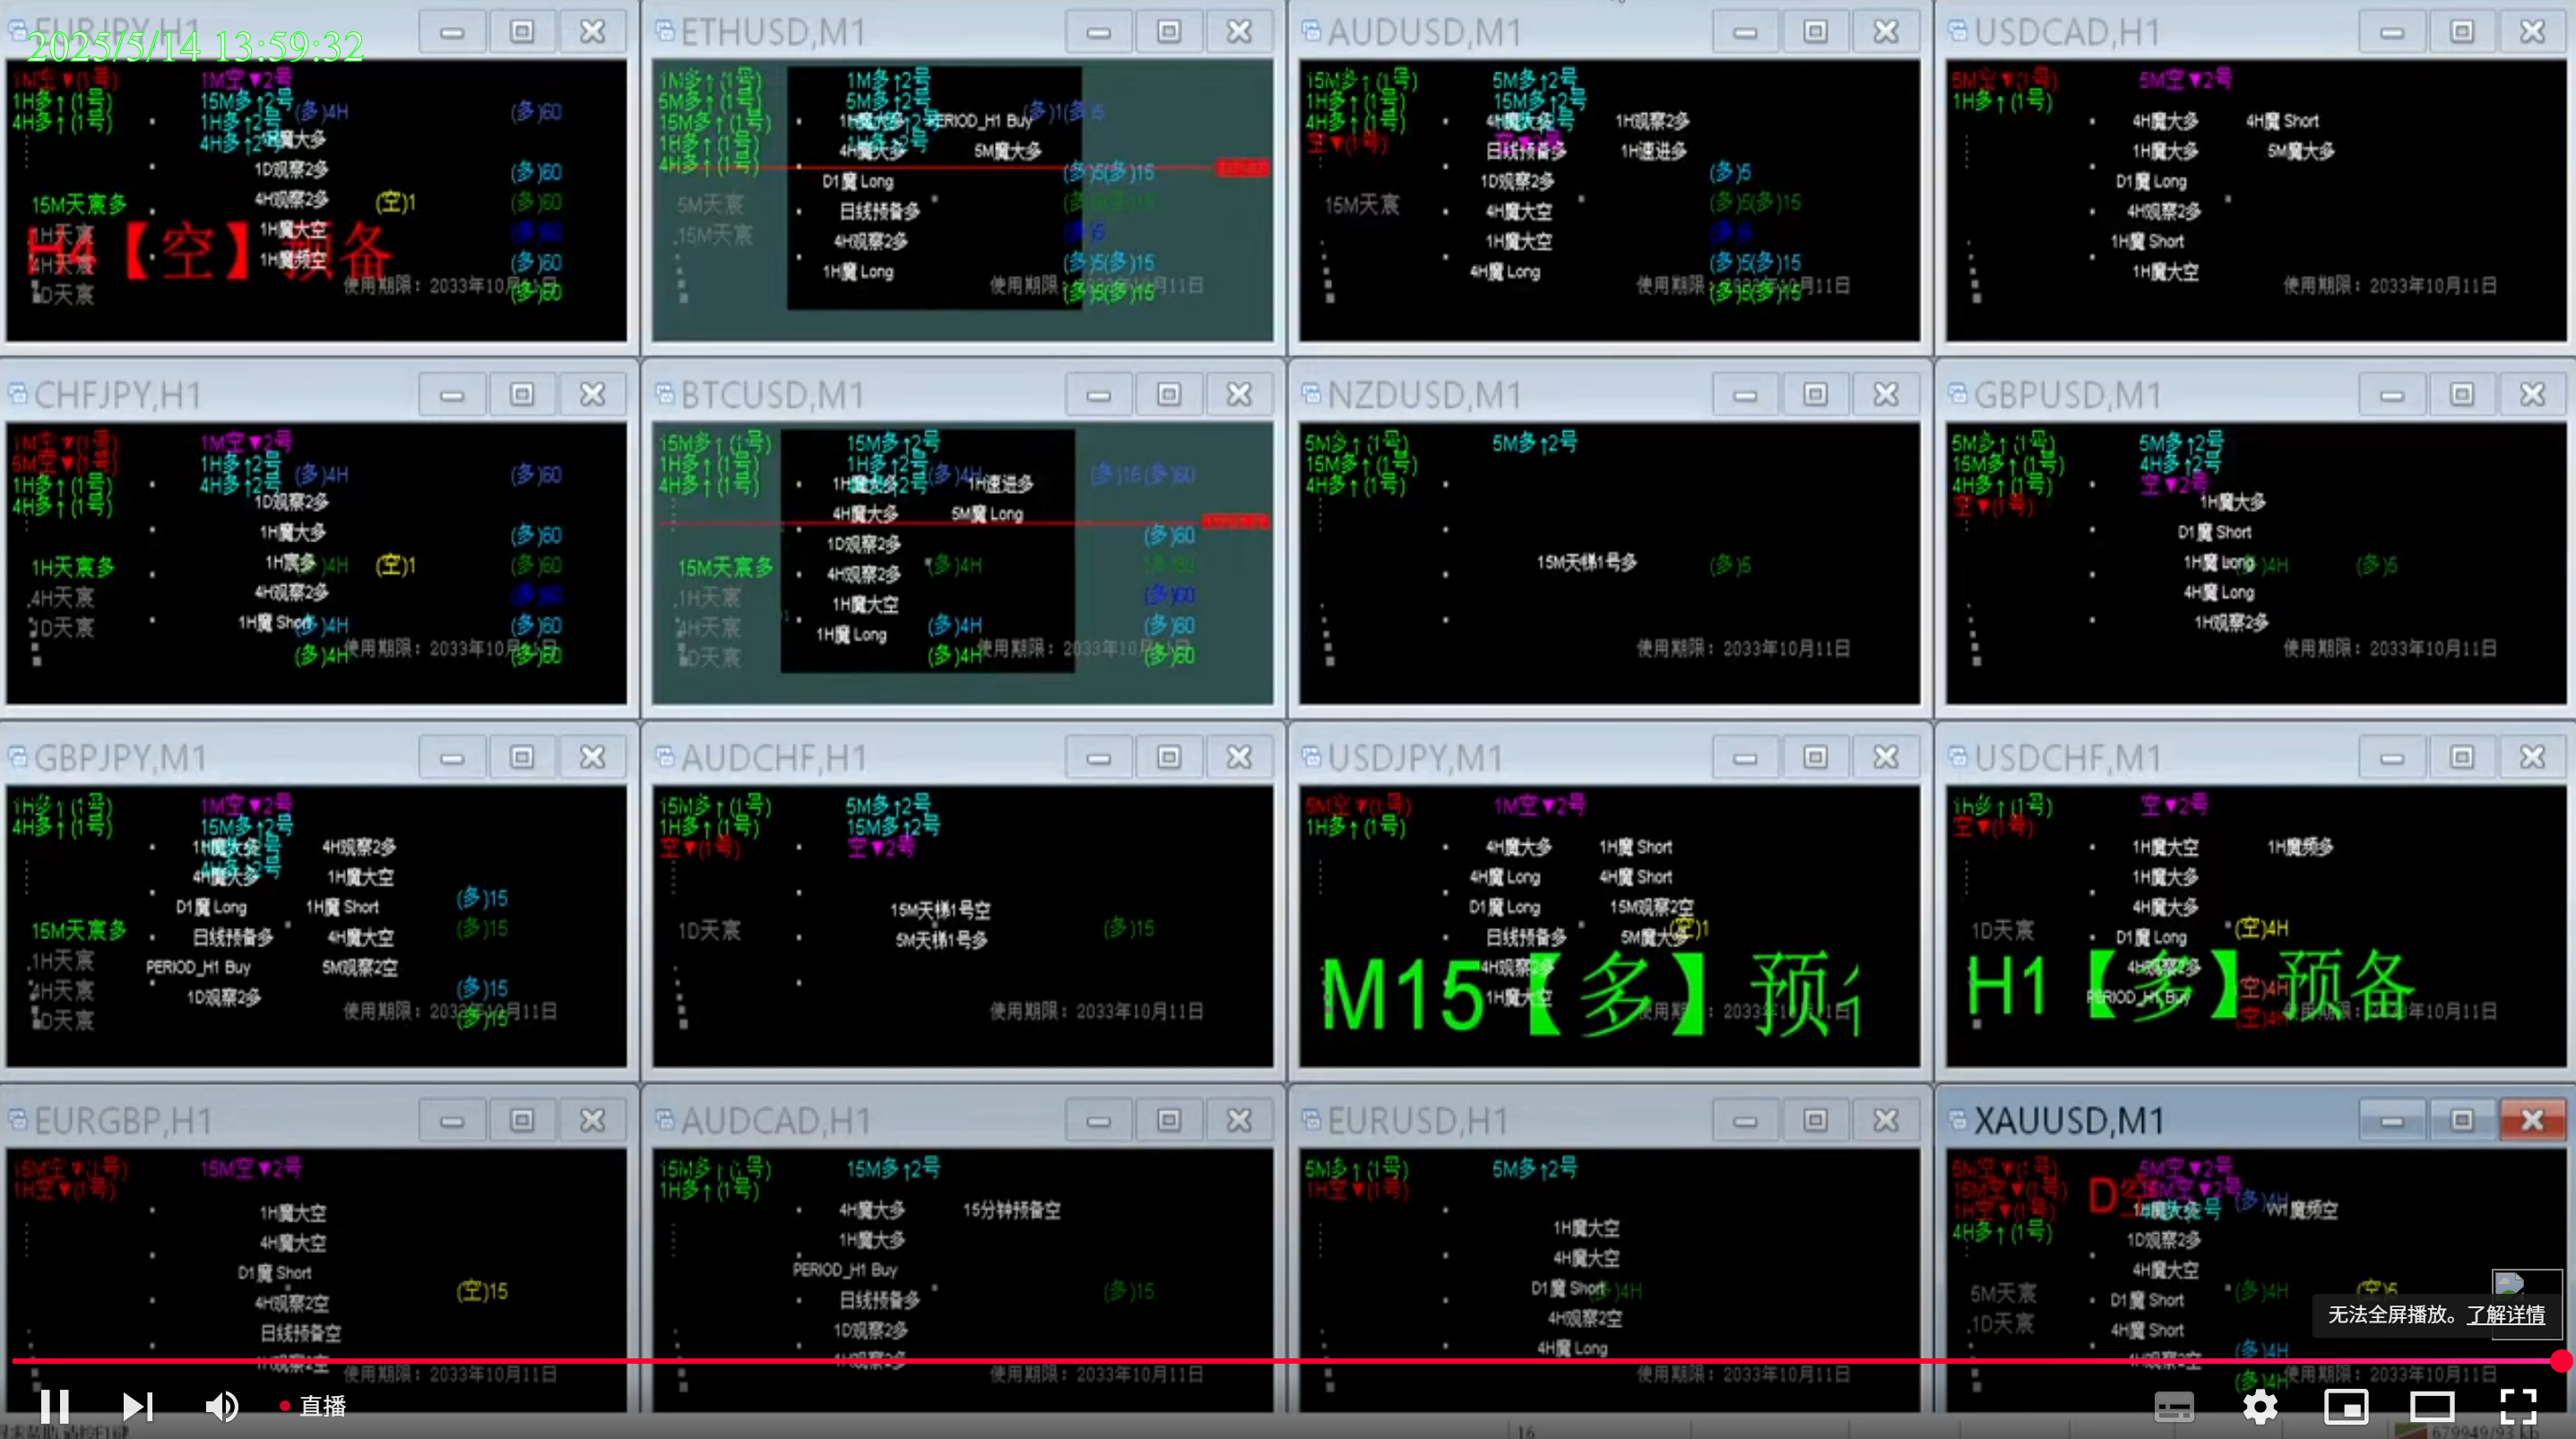 EURJPY,H1
2025/5/14 13:59:32
1M空▼(1号)
1M空▼2号
1H多↑(1号)
15M多↑2号
(多)4H
(多)60
4H多↑(1号)
1H多↑2号
4H多↑2号
1H魔大多
1D观察2多
(多)60
15M天宸多
4H观察2多
(空)1
(多)60
1H天宸
1H魔大空
(多)60
H4【空】预备
4H天宸
1H魔频空
(多)60
1D天宸
使用期限：2033年10月11日
(多)60
ETHUSD,M1
1M多↑(1号)
1M多↑2号
5M多↑(1号)
5M多↑2号
15M多↑(1号)
1H魔大多
PERIOD_H1 Buy
(多)1(多)5
1H多↑(1号)
4H魔大多
5M魔大多
4H多↑(1号)
D1魔 Long
(多)5(多)15
5M天宸
日线预备多
15M天宸
4H观察2多
(多)5
1H魔 Long
(多)5(多)15
使用期限：2033年10月11日
(多)5(多)15
AUDUSD,M1
15M多↑(1号)
5M多↑2号
1H多↑(1号)
15M多↑2号
4H多↑(1号)
4H魔大多
1H观察2多
空▼(1号)
空▼2号
日线预备多
1H速进多
1D观察2多
(多)5
15M天宸
4H魔大空
(多)5(多)15
1H魔大空
(多)5
4H魔 Long
(多)5(多)15
使用期限：2033年10月11日
(多)5(多)15
USDCAD,H1
5M空▼(1号)
5M空▼2号
1H多↑(1号)
4H魔大多
4H魔 Short
1H魔大多
5M魔大多
D1魔 Long
4H观察2多
1H魔 Short
1H魔大空
使用期限：2033年10月11日
CHFJPY,H1
1M空▼(1号)
1M空▼2号
5M空▼(1号)
1H多↑2号
(多)4H
(多)60
1H多↑(1号)
4H多↑2号
4H多↑(1号)
1D观察2多
1H魔大多
(多)60
1H天宸多
1H宸多
(多)4H
(空)1
(多)60
4H天宸
4H观察2多
(多)60
1D天宸
1H魔 Short
(多)4H
(多)60
(多)4H
使用期限：2033年10月11日
(多)60
BTCUSD,M1
15M多↑(1号)
15M多↑2号
1H多↑(1号)
1H多↑2号
(多)4H
(多)15(多)60
4H多↑(1号)
1H速进多
4H魔大多
5M魔 Long
1D观察2多
(多)60
15M天宸多
4H观察2多
(多)4H
(多)60
1H天宸
1H魔大空
(多)60
4H天宸
1H魔 Long
(多)4H
(多)60
1D天宸
(多)4H
使用期限：2033年10月11日
(多)60
NZDUSD,M1
5M多↑(1号)
5M多↑2号
15M多↑(1号)
4H多↑(1号)
15M天梯1号多
(多)5
使用期限：2033年10月11日
GBPUSD,M1
5M多↑(1号)
5M多↑2号
15M多↑(1号)
4H多↑2号
4H多↑(1号)
空▼2号
空▼(1号)
1H魔大多
D1魔 Short
1H魔 Long
(多)4H
(多)5
4H魔 Long
1H观察2多
使用期限：2033年10月11日
GBPJPY,M1
1H多↑(1号)
1M空▼2号
4H多↑(1号)
15M多↑2号
1H魔大多
4H观察2多
4H魔大多
1H魔大空
(多)15
D1魔 Long
1H魔 Short
15M天宸多
日线预备多
4H魔大空
(多)15
1H天宸
PERIOD_H1 Buy
5M观察2空
4H天宸
1D观察2多
(多)15
1D天宸
使用期限：2033年10月11日
(多)15
AUDCHF,H1
15M多↑(1号)
5M多↑2号
1H多↑(1号)
15M多↑2号
空▼(1号)
空▼2号
15M天梯1号空
1D天宸
5M天梯1号多
(多)15
使用期限：2033年10月11日
USDJPY,M1
5M空▼(1号)
1M空▼2号
1H多↑(1号)
4H魔大多
1H魔 Short
4H魔 Long
4H魔 Short
D1魔 Long
15M观察2空
日线预备多
5M魔大多
(空)1
4H观察2多
M15【多】预
1H魔大空
使用期限：2033年10月11日
USDCHF,M1
1H多↑(1号)
空▼2号
空▼(1号)
1H魔大空
1H魔频多
1H魔大多
4H魔大多
1D天宸
D1魔 Long
(空)4H
4H观察2多
H1【多】预备
PERIOD_H1 Buy
(空)4H
(空)4H
使用期限：2033年10月11日
EURGBP,H1
15M空▼(1号)
15M空▼2号
1H空▼(1号)
1H魔大空
4H魔大空
D1魔 Short
4H观察2空
(空)15
日线预备空
1H观察2空
使用期限：2033年10月11日
AUDCAD,H1
15M多↑(1号)
15M多↑2号
1H多↑(1号)
4H魔大多
15分钟预备空
1H魔大多
PERIOD_H1 Buy
日线预备多
(多)15
1D观察2多
4H观察2多
使用期限：2033年10月11日
EURUSD,H1
5M多↑(1号)
5M多↑2号
1H空▼(1号)
1H魔大空
4H魔大空
D1魔 Short
(多)4H
4H观察2空
4H魔 Long
使用期限：2033年10月11日
XAUUSD,M1
5M空▼(1号)
5M空▼2号
15M空▼(1号)
15M空▼2号
(多)4H
1H空▼(1号)
1H魔大多
W1魔频空
4H多↑(1号)
1D观察2多
4H魔大空
5M天宸
D1魔 Short
(多)4H
(空)5
1D天宸
4H魔 Short
(多)4H
4H观察2空
(多)4H
使用期限：2033年10月11日
无法全屏播放。了解详情
直播
16